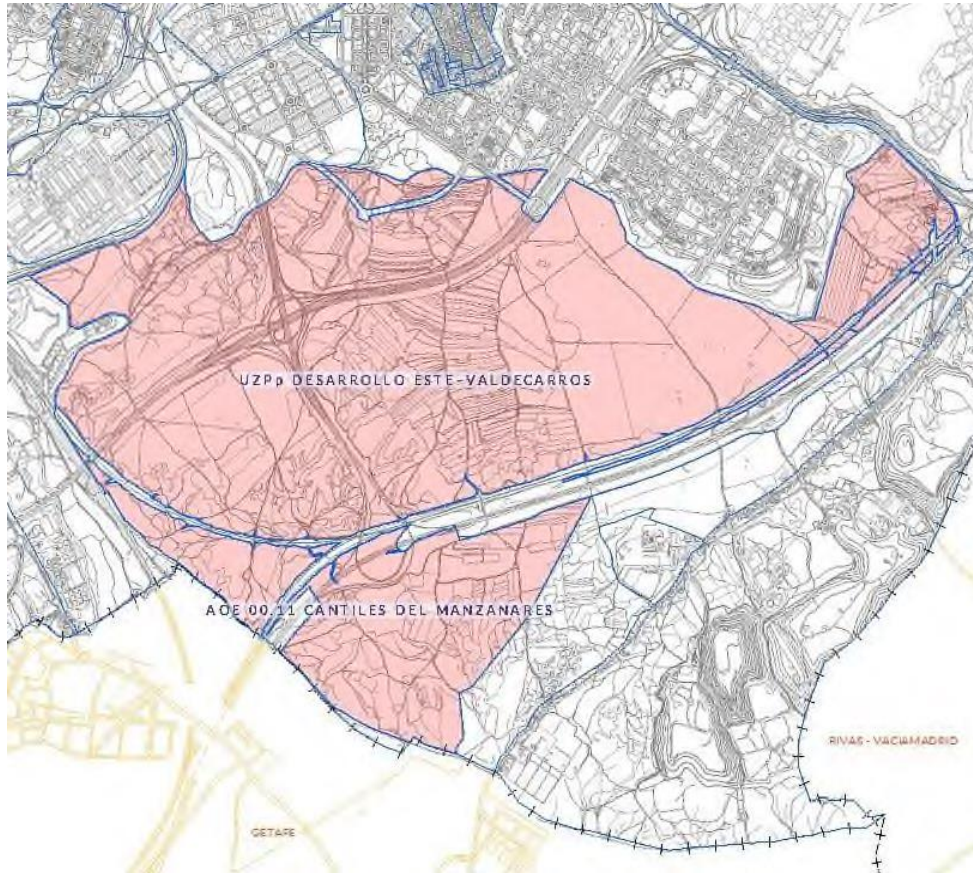 UZPp DESARROLLO ESTE-VALDECARROS
AOE 00.11 CANTILES DEL MANZANARES
RIVAS - VACIAMADRID
GETAFE